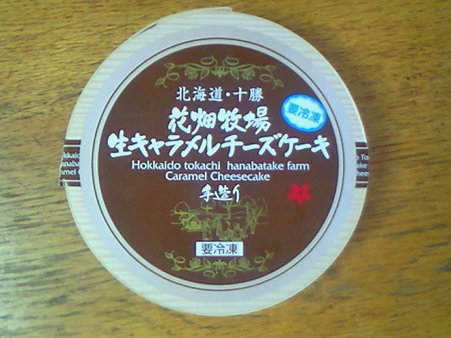 北海道・十勝
要冷凍
花畑牧場
生キャラメルチーズケーキ
Hokkaido tokachi hanabatake farm
Caramel Cheesecake
手造り
要冷凍